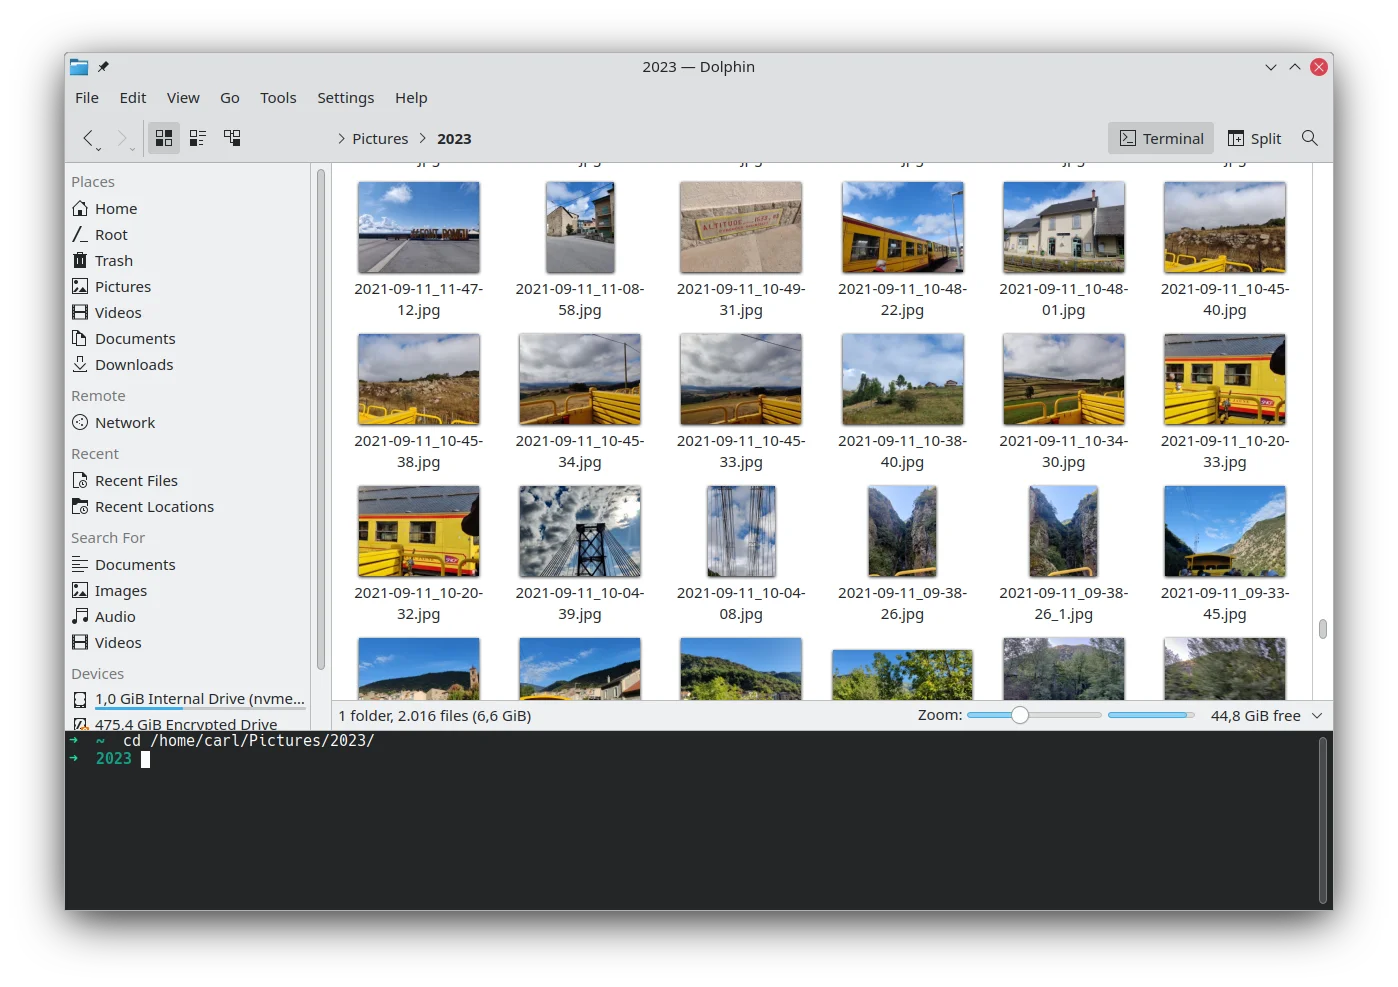 2023 — Dolphin
File Edit View Go Tools Settings Help
Pictures 2023 Terminal Split
Places
Home
Root
Trash
Pictures
Videos
Documents
Downloads
Remote
Network
Recent
Recent Files
Recent Locations
Search For
Documents
Images
Audio
Videos
Devices
1,0 GiB Internal Drive (nvme...
475,4 GiB Encrypted Drive
.jpg .jpg .jpg .jpg .jpg .jpg
ALTITUDE
2021-09-11_11-47- 2021-09-11_11-08- 2021-09-11_10-49- 2021-09-11_10-48- 2021-09-11_10-48- 2021-09-11_10-45-
12.jpg 58.jpg 31.jpg 22.jpg 01.jpg 40.jpg
2021-09-11_10-45- 2021-09-11_10-45- 2021-09-11_10-45- 2021-09-11_10-38- 2021-09-11_10-34- 2021-09-11_10-20-
38.jpg 34.jpg 33.jpg 40.jpg 30.jpg 33.jpg
2021-09-11_10-20- 2021-09-11_10-04- 2021-09-11_10-04- 2021-09-11_09-38- 2021-09-11_09-38- 2021-09-11_09-33-
32.jpg 39.jpg 08.jpg 26.jpg 26_1.jpg 45.jpg
1 folder, 2.016 files (6,6 GiB) Zoom: 44,8 GiB free
➜ ~ cd /home/carl/Pictures/2023/
➜ 2023